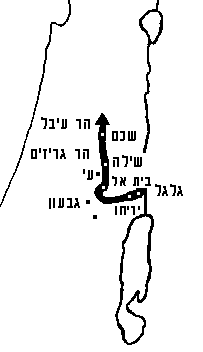 הר עיבל
שכם
הר גריזים
שילה
עי
בית אל
גלגל
גבעון
יריחו